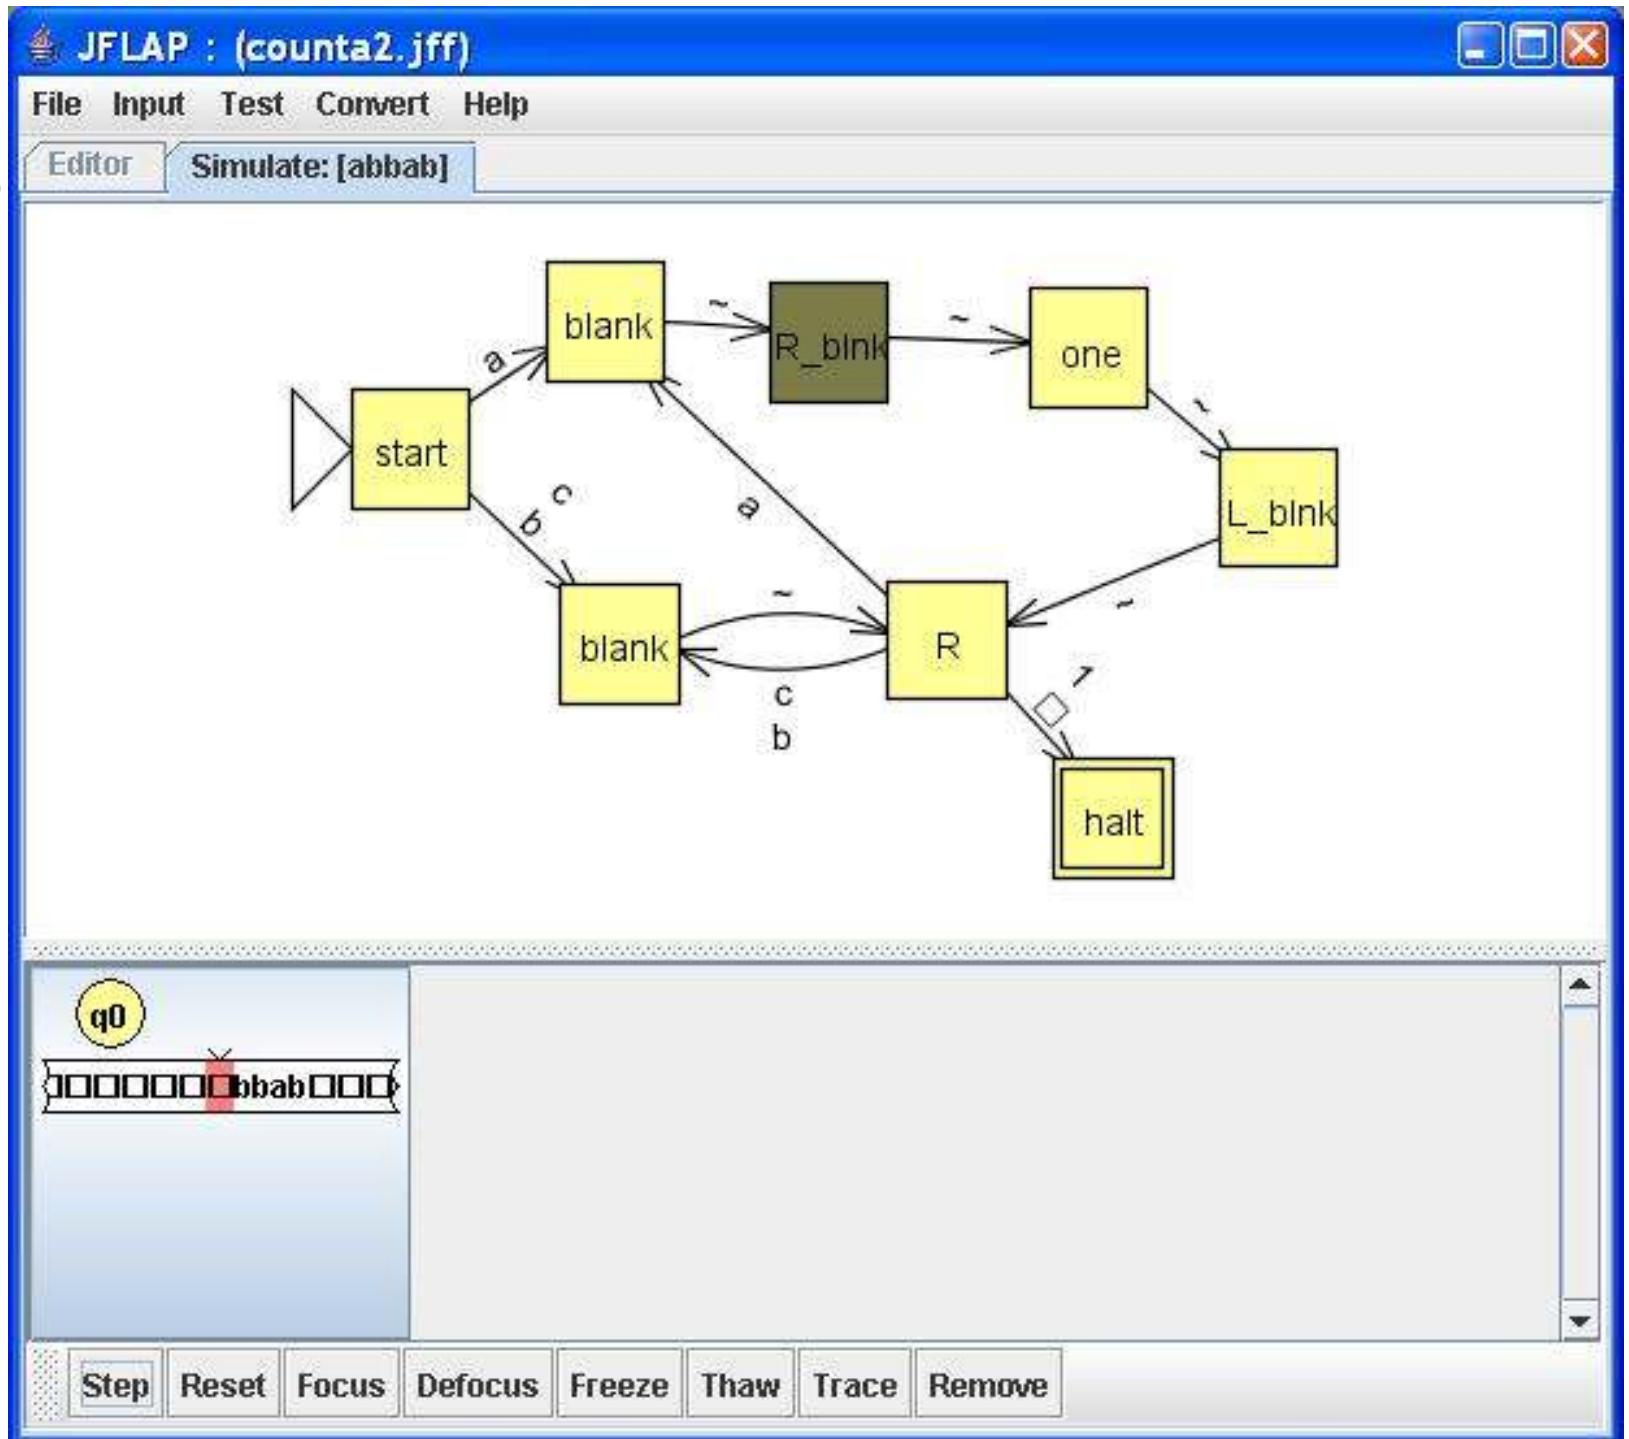 JFLAP : (counta2.jff)
File Input Test Convert Help
Editor Simulate: [abbab]
blank
~
R_blnk
~
one
a
~
start
c
b
a
L_blnk
~
~
blank
R
c
b
1
halt
q0
bbab
Step Reset Focus Defocus Freeze Thaw Trace Remove